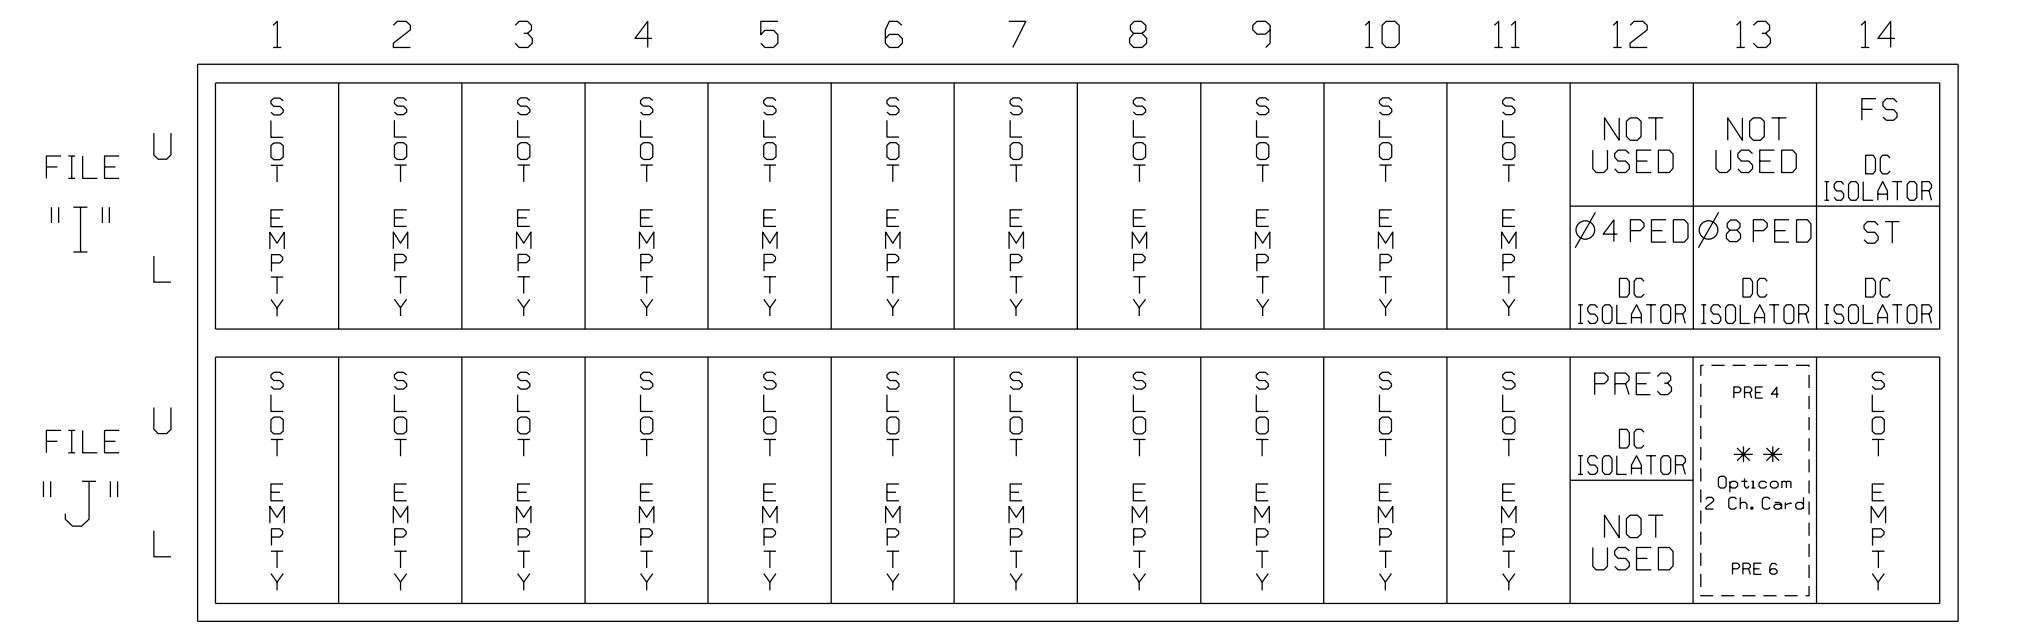 1 2 3 4 5 6 7 8 9 10 11 12 13 14
FILE
"I"
U
L
SLOT EMPTY
SLOT EMPTY
SLOT EMPTY
SLOT EMPTY
SLOT EMPTY
SLOT EMPTY
SLOT EMPTY
SLOT EMPTY
SLOT EMPTY
SLOT EMPTY
SLOT EMPTY
NOT
USED
Ø4 PED
DC
ISOLATOR
NOT
USED
Ø8 PED
DC
ISOLATOR
FS
DC
ISOLATOR
ST
DC
ISOLATOR
FILE
"J"
U
L
SLOT EMPTY
SLOT EMPTY
SLOT EMPTY
SLOT EMPTY
SLOT EMPTY
SLOT EMPTY
SLOT EMPTY
SLOT EMPTY
SLOT EMPTY
SLOT EMPTY
SLOT EMPTY
PRE3
DC
ISOLATOR
NOT
USED
PRE 4
* *
Opticom
2 Ch. Card
PRE 6
SLOT EMPTY